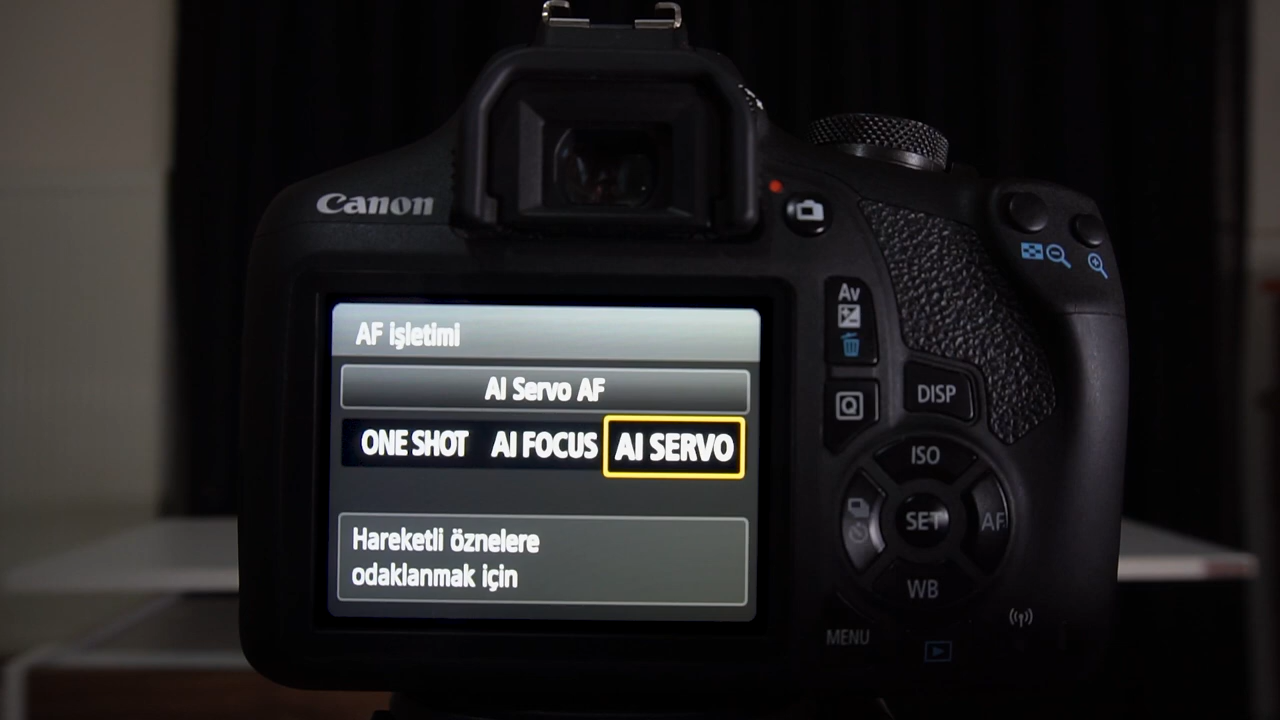 Canon
Av
AF işletimi
AI Servo AF
ONE SHOT AI FOCUS AI SERVO
Hareketli öznelere
odaklanmak için
Q
DISP
ISO
SET
AF
WB
MENU